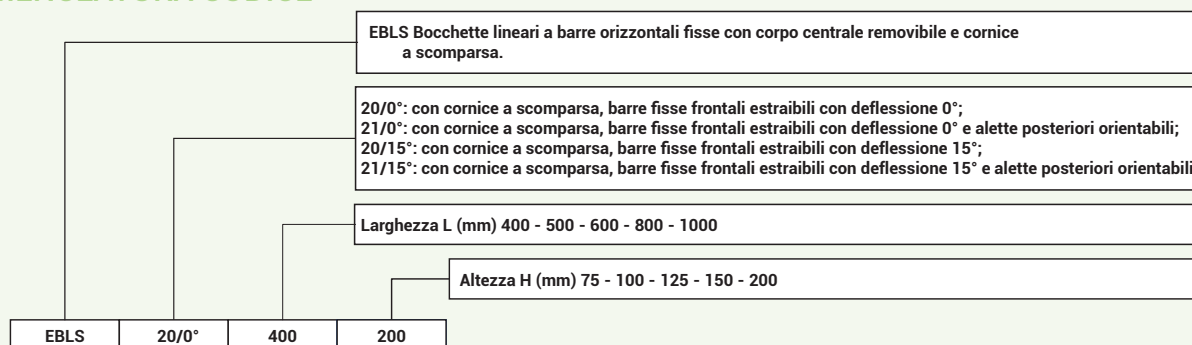 EBLS Bocchette lineari a barre orizzontali fisse con corpo centrale removibile e cornice
a scomparsa.
20/0°: con cornice a scomparsa, barre fisse frontali estraibili con deflessione 0°;
21/0°: con cornice a scomparsa, barre fisse frontali estraibili con deflessione 0° e alette posteriori orientabili;
20/15°: con cornice a scomparsa, barre fisse frontali estraibili con deflessione 15°;
21/15°: con cornice a scomparsa, barre fisse frontali estraibili con deflessione 15° e alette posteriori orientabili
Larghezza L (mm) 400 - 500 - 600 - 800 - 1000
Altezza H (mm) 75 - 100 - 125 - 150 - 200
EBLS 20/0° 400 200